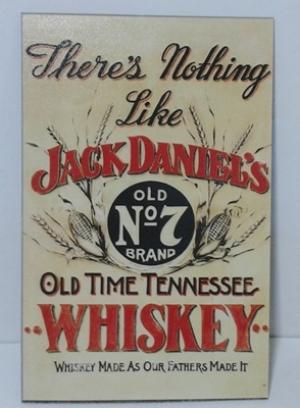 There's Nothing
Like
JACK DANIEL'S
OLD
No 7
BRAND
OLD TIME TENNESSEE
WHISKEY
WHISKEY MADE AS OUR FATHERS MADE IT